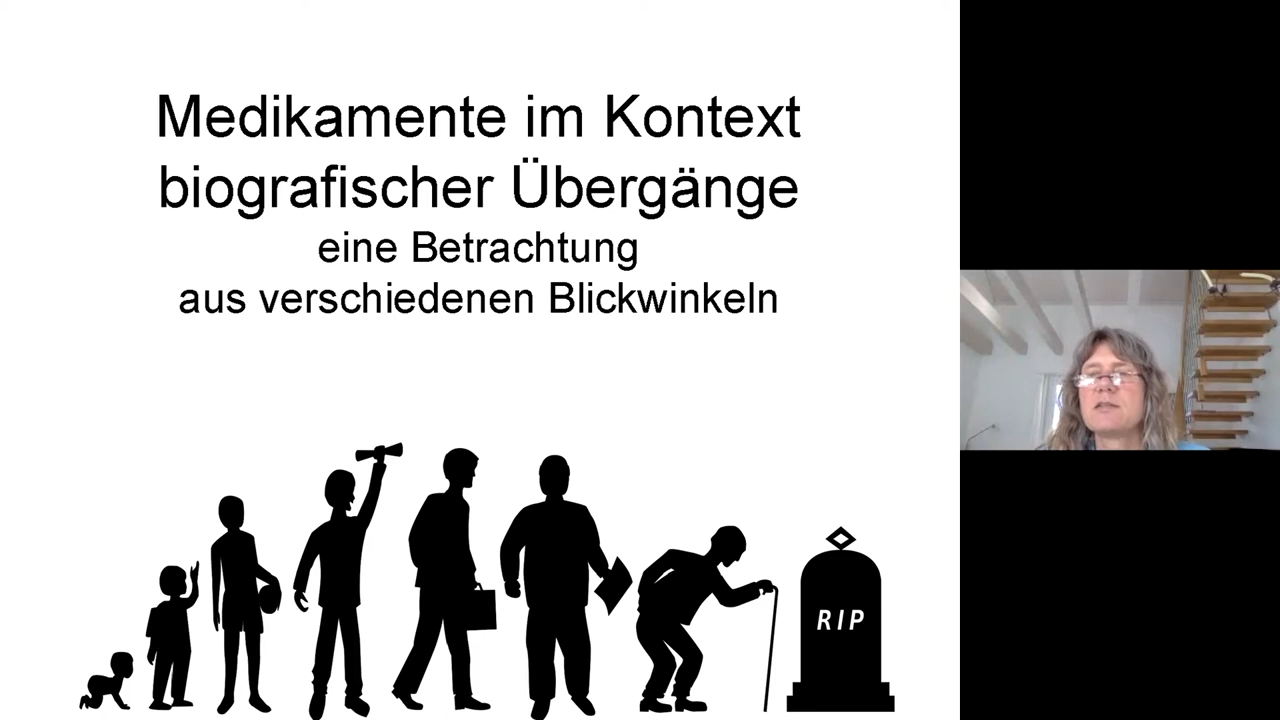 Medikamente im Kontext
biografischer Übergänge
eine Betrachtung
aus verschiedenen Blickwinkeln
RIP